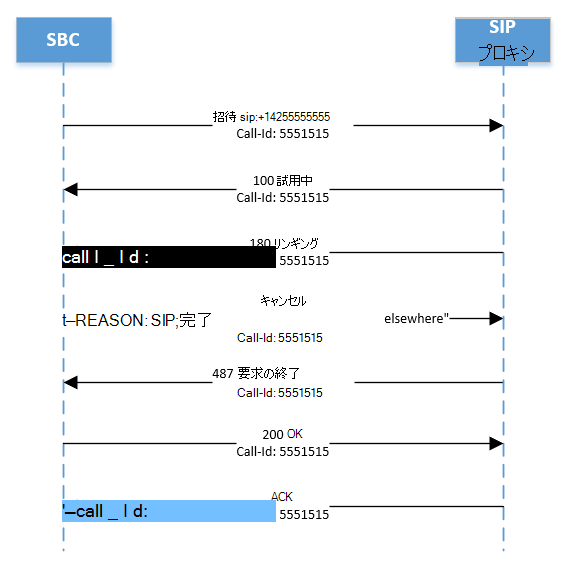 SBC
SIP
プロキシ
招待 sip:+14255555555
Call-Id: 5551515
100 試用中
Call-Id: 5551515
180 リンギング
call l _ l d : 5551515
キャンセル
t—REASON: SIP;完了 elsewhere"
Call-Id: 5551515
487 要求の終了
Call-Id: 5551515
200 OK
Call-Id: 5551515
ACK
'—call _ l d: 5551515